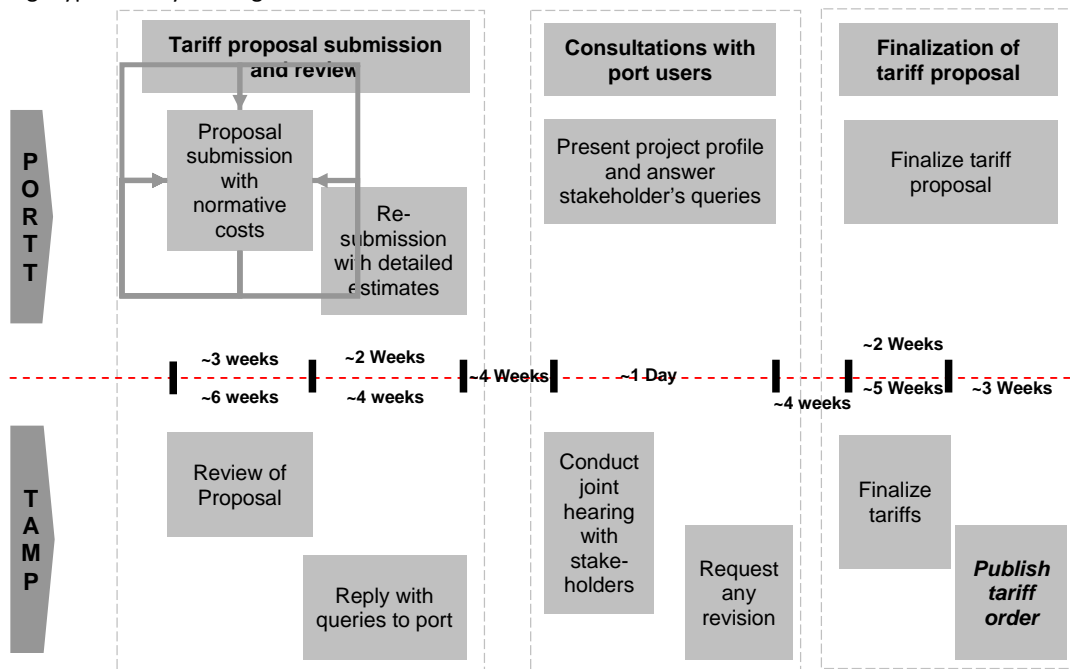 Tariff proposal submission
and review
Consultations with
port users
Finalization of
tariff proposal
P
O
R
T
T
Proposal
submission
with
normative
costs
Re-
submission
with detailed
estimates
Present project profile
and answer
stakeholder's queries
Finalize tariff
proposal
~3 weeks
~2 Weeks
~4 Weeks
~1 Day
~2 Weeks
~6 weeks
~4 weeks
~4 weeks
~5 Weeks
~3 Weeks
T
A
M
P
Review of
Proposal
Reply with
queries to port
Conduct
joint
hearing
with
stake-
holders
Request
any
revision
Finalize
tariffs
Publish
tariff
order